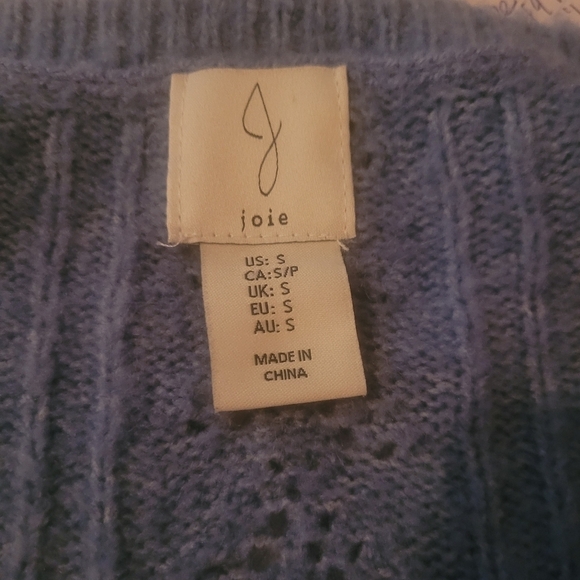 J
joie
US: S
CA: S/P
UK: S
EU: S
AU: S
MADE IN
CHINA